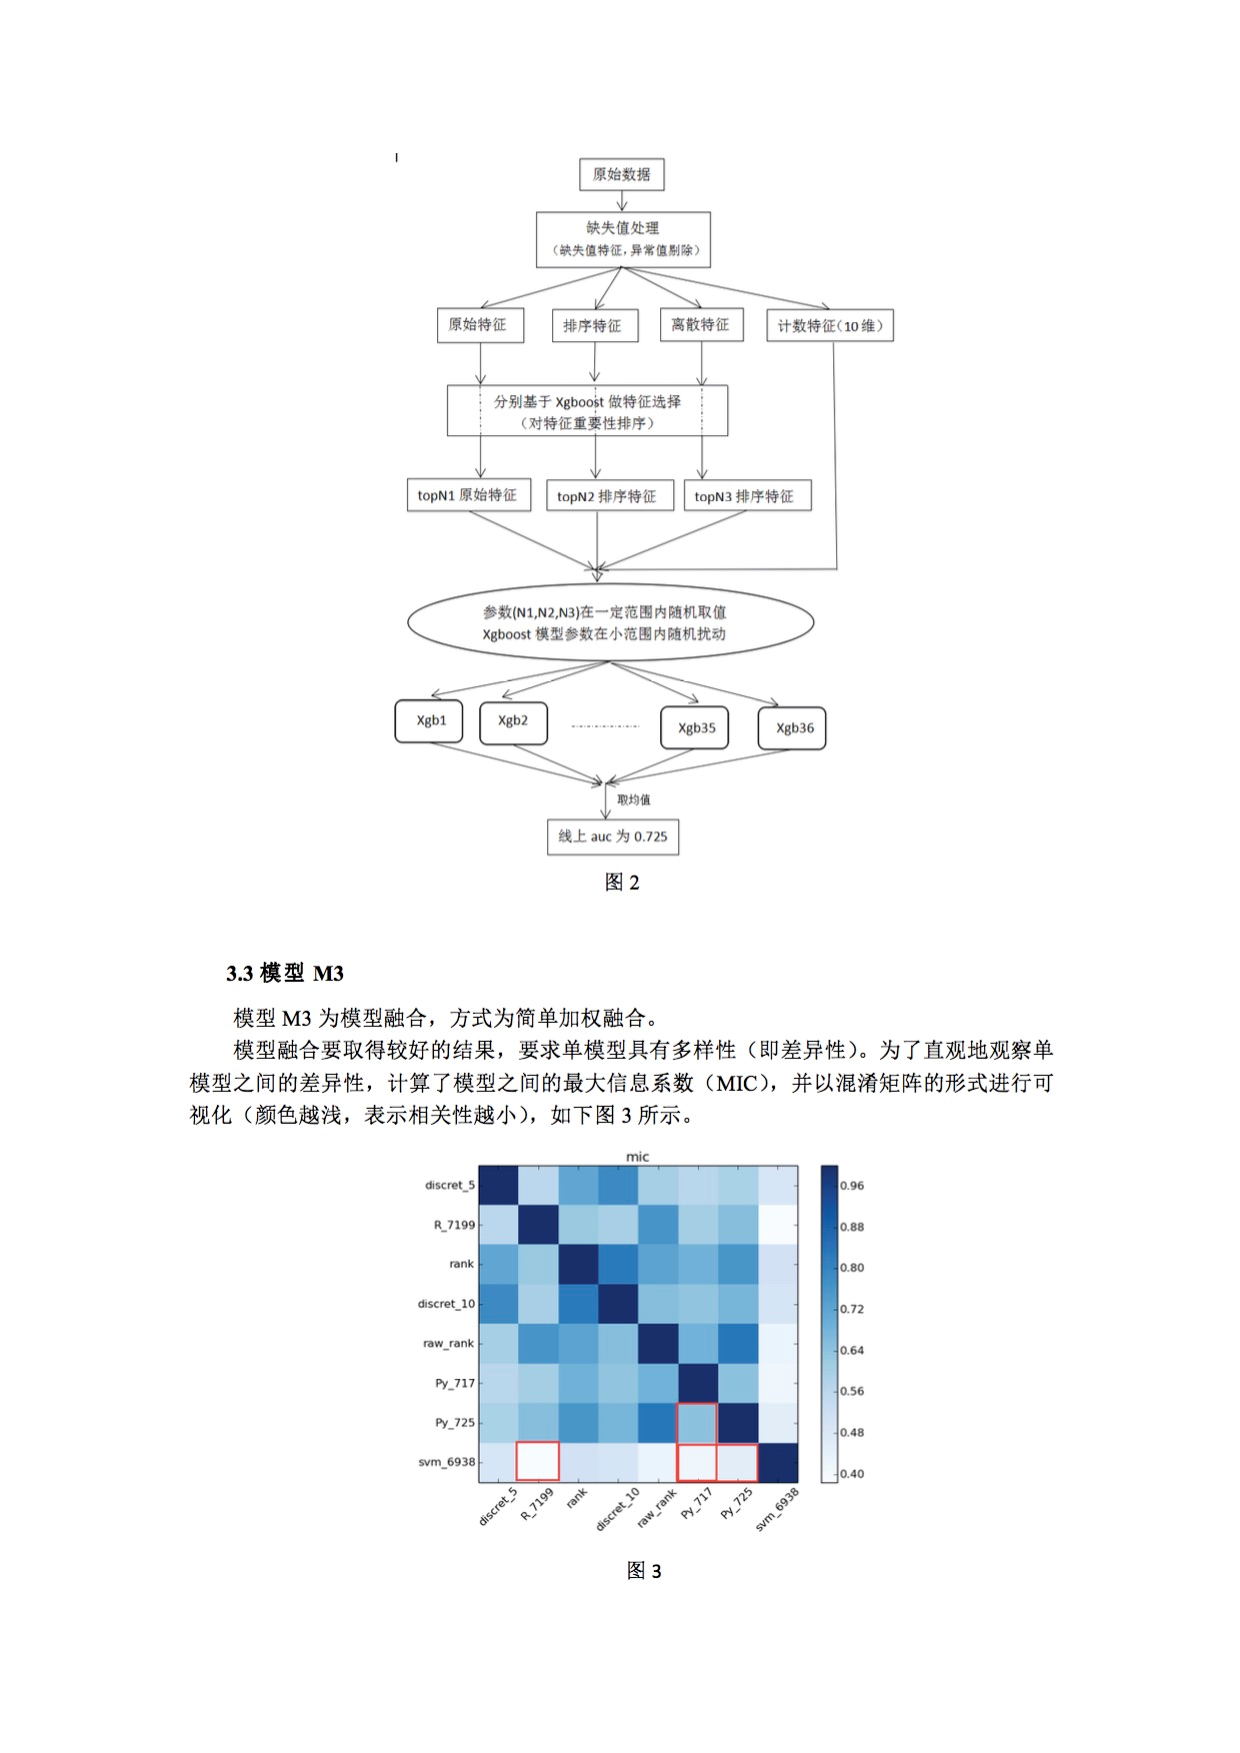 原始数据
缺失值处理
（缺失值特征，异常值剔除）
原始特征
排序特征
离散特征
计数特征（10 维）
分别基于 Xgboost 做特征选择
（对特征重要性排序）
topN1 原始特征
topN2 排序特征
topN3 排序特征
参数(N1,N2,N3)在一定范围内随机取值
Xgboost 模型参数在小范围内随机扰动
Xgb1
Xgb2
Xgb35
Xgb36
取均值
线上 auc 为 0.725
图 2
3.3 模型 M3
模型 M3 为模型融合，方式为简单加权融合。
模型融合要取得较好的结果，要求单模型具有多样性（即差异性）。为了直观地观察单
模型之间的差异性，计算了模型之间的最大信息系数（MIC），并以混淆矩阵的形式进行可
视化（颜色越浅，表示相关性越小），如下图 3 所示。
mic
discret_5
R_7199
rank
discret_10
raw_rank
Py_717
Py_725
svm_6938
discret_5
R_7199
rank
discret_10
raw_rank
Py_717
Py_725
svm_6938
0.96
0.88
0.80
0.72
0.64
0.56
0.48
0.40
图 3